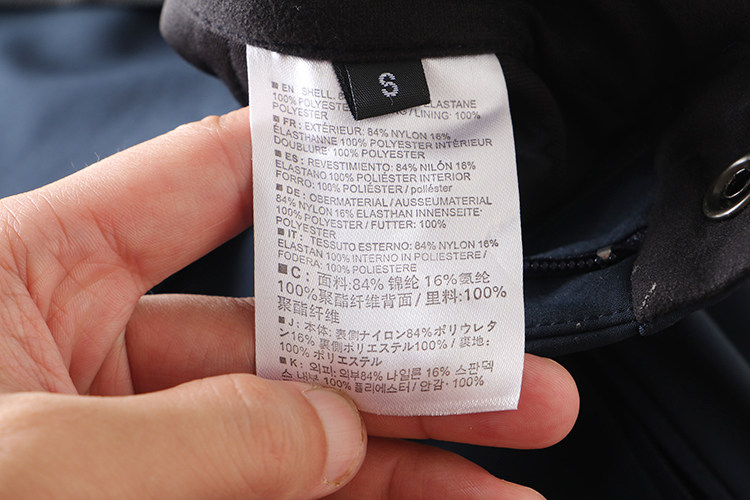 S
■ EN SHELL. 8 ELASTANE
100% POLYES /LINING: 100%
POLYESTER
■ FR: EXTÉRIEUR: 84% NYLON 16%
ÉLASTHANNE 100% POLYESTER INTÉRIEUR
DOUBLURE: 100% POLYESTER
■ ES: REVESTIMIENTO: 84% NILÓN 16%
ELASTANO 100% POLIÉSTER INTERIOR
FORRO: 100% POLIÉSTER / poliéster
■ DE: OBERMATERIAL / AUSSEUMATERIAL
84% NYLON 16% ELASTHAN INNENSEITE·
100% POLYESTER / FUTTER: 100%
POLYESTER
■ IT: TESSUTO ESTERNO: 84% NYLON 16%
ELASTAN 100% INTERNO IN POLIESTERE /
FODERA: 100% POLIESTERE
■ C: 面料:84% 锦纶 16%氨纶
100%聚酯纤维背面 / 里料:100%
聚酯纤维
■ J: 本体: 表側ナイロン84% ポリウレタ
ン16% 裏側ポリエステル100% / 裏地:
100% ポリエステル
■ K: 외피: 외부84% 나일론 16% 스판덱
스 내부 100% 폴리에스터 / 안감: 100%